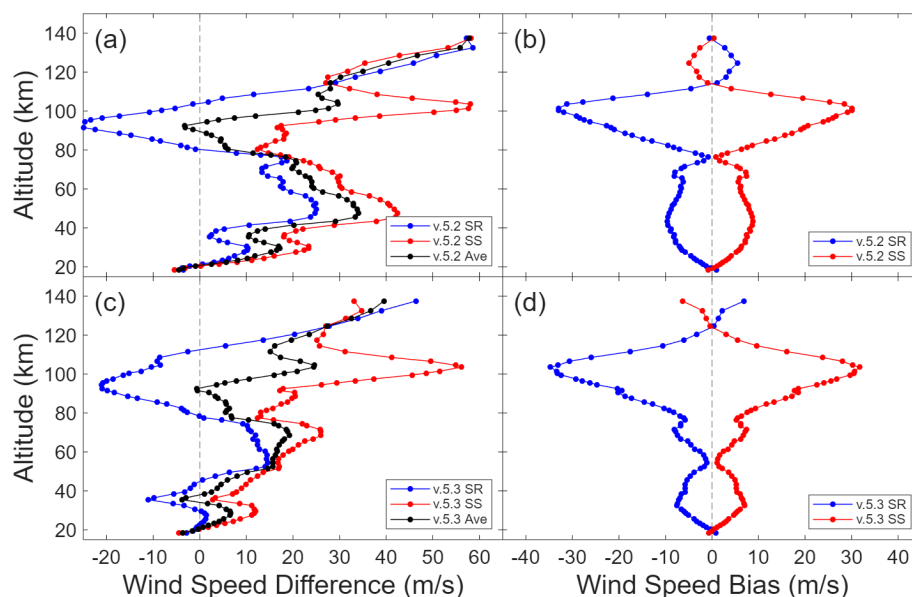 (a)
140
120
100
80
60
40
20
Altitude (km)
v.5.2 SR
v.5.2 SS
v.5.2 Ave
(b)
v.5.2 SR
v.5.2 SS
(c)
140
120
100
80
60
40
20
Altitude (km)
v.5.3 SR
v.5.3 SS
v.5.3 Ave
-20 -10 0 10 20 30 40 50 60
Wind Speed Difference (m/s)
(d)
v.5.3 SR
v.5.3 SS
-40 -30 -20 -10 0 10 20 30 40
Wind Speed Bias (m/s)